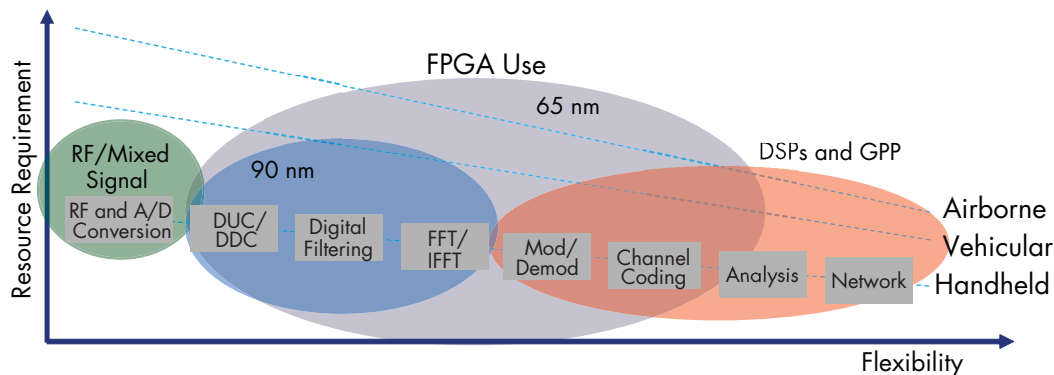 FPGA Use
65 nm
90 nm
RF/Mixed
Signal
DSPs and GPP
RF and A/D
Conversion
DUC/
DDC
Digital
Filtering
FFT/
IFFT
Mod/
Demod
Channel
Coding
Analysis
Network
Airborne
Vehicular
Handheld
Resource Requirement
Flexibility